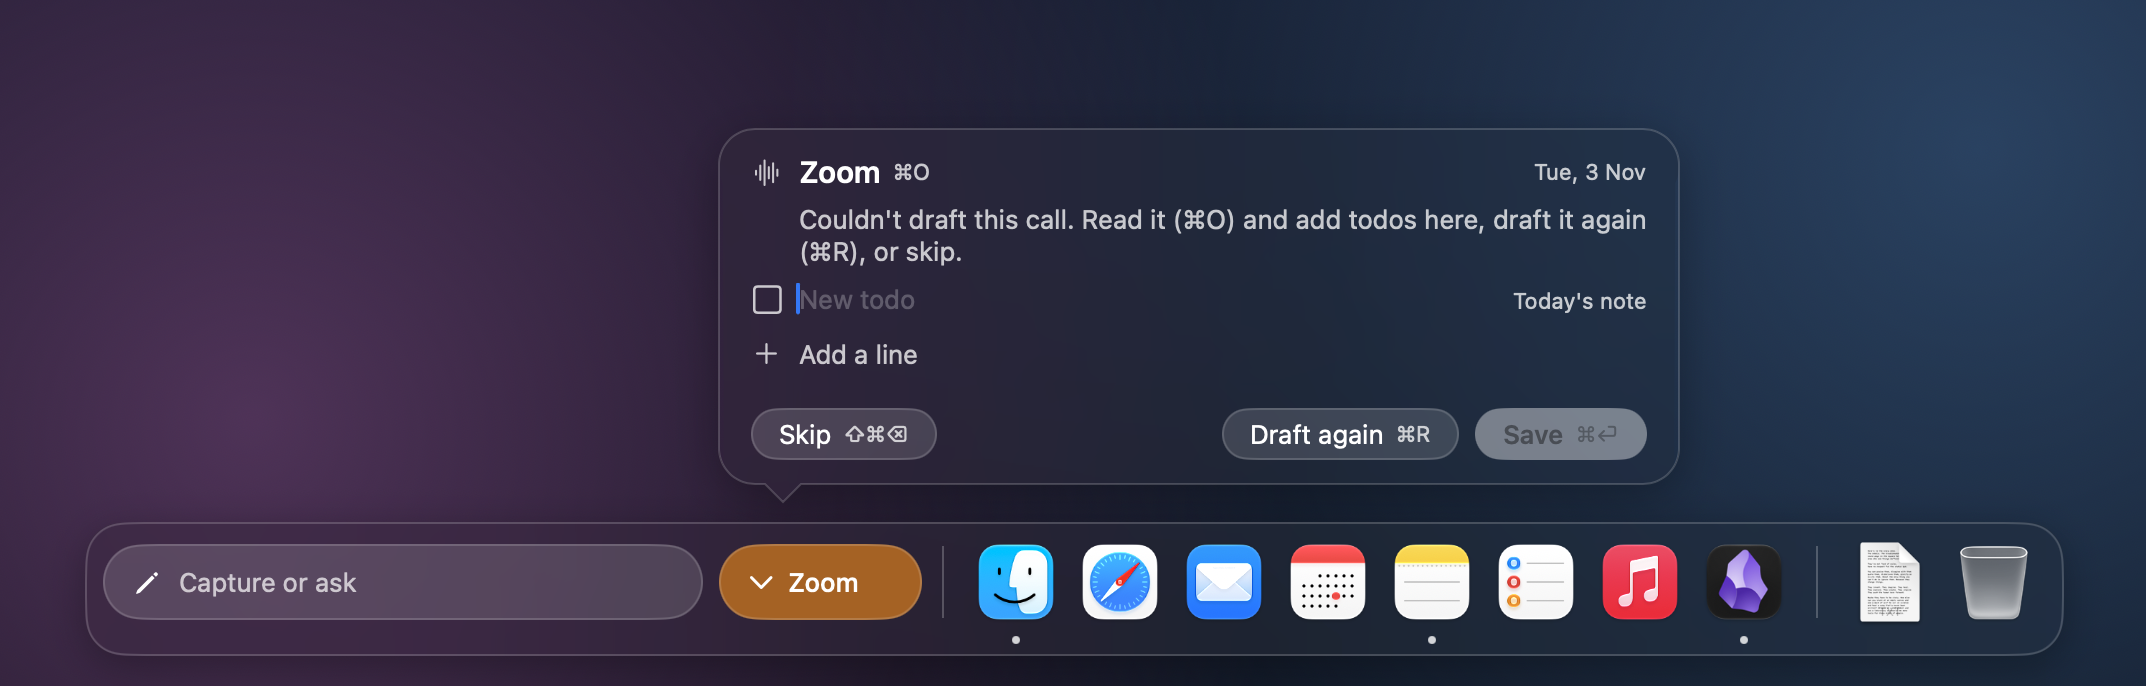 Zoom ⌘O
Tue, 3 Nov
Couldn't draft this call. Read it (⌘O) and add todos here, draft it again
(⌘R), or skip.
New todo
Today's note
+ Add a line
Skip ⇧⌘⌫
Draft again ⌘R
Save ⌘↩
Capture or ask
Zoom